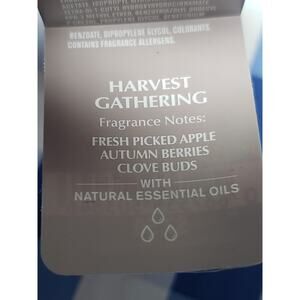 BENZOATE, DIPROPYLENE GLYCOL, COLORANTS.
CONTAINS FRAGRANCE ALLERGENS.
HARVEST
GATHERING
Fragrance Notes:
FRESH PICKED APPLE
AUTUMN BERRIES
CLOVE BUDS
WITH
NATURAL ESSENTIAL OILS